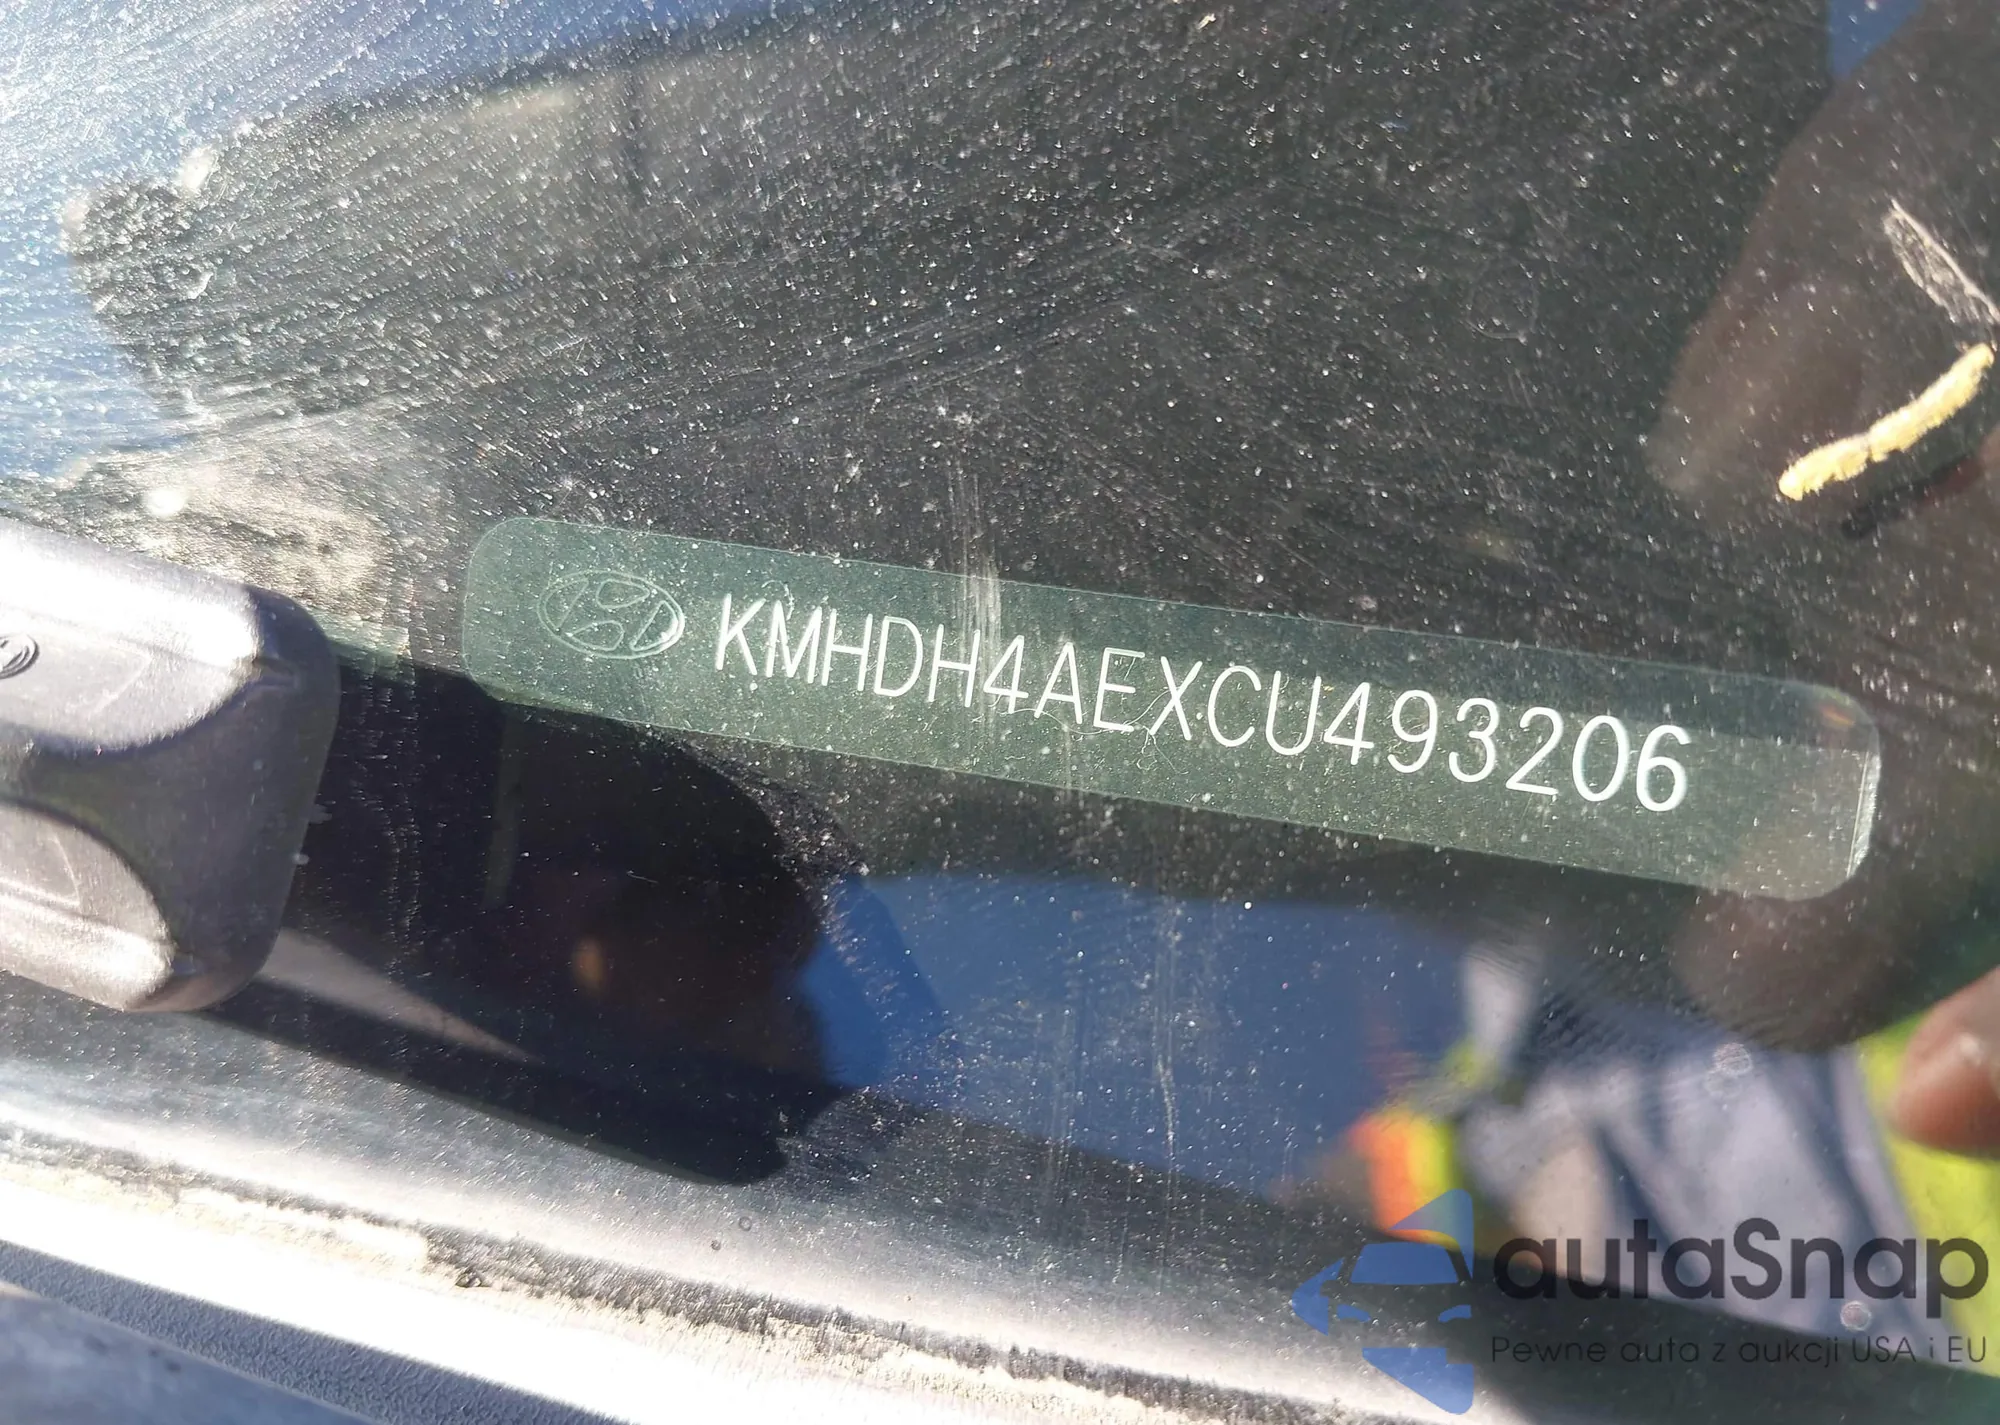 KMHDH4AEXCU493206
autaSnap
Pewne auta z aukcji USA i EU